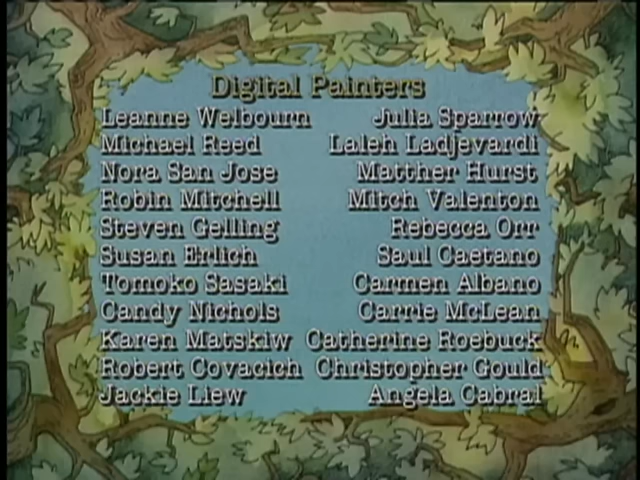 Digital Painters
Leanne Welbourn Julia Sparrow
Michael Reed Laleh Ladjevardi
Nora San Jose Matther Hurst
Robin Mitchell Mitch Valenton
Steven Gelling Rebecca Orr
Susan Erlich Saul Caetano
Tomoko Sasaki Carmen Albano
Candy Nichols Carrie McLean
Karen Matskiw Catherine Roebuck
Robert Covacich Christopher Gould
Jackie Liew Angela Cabral